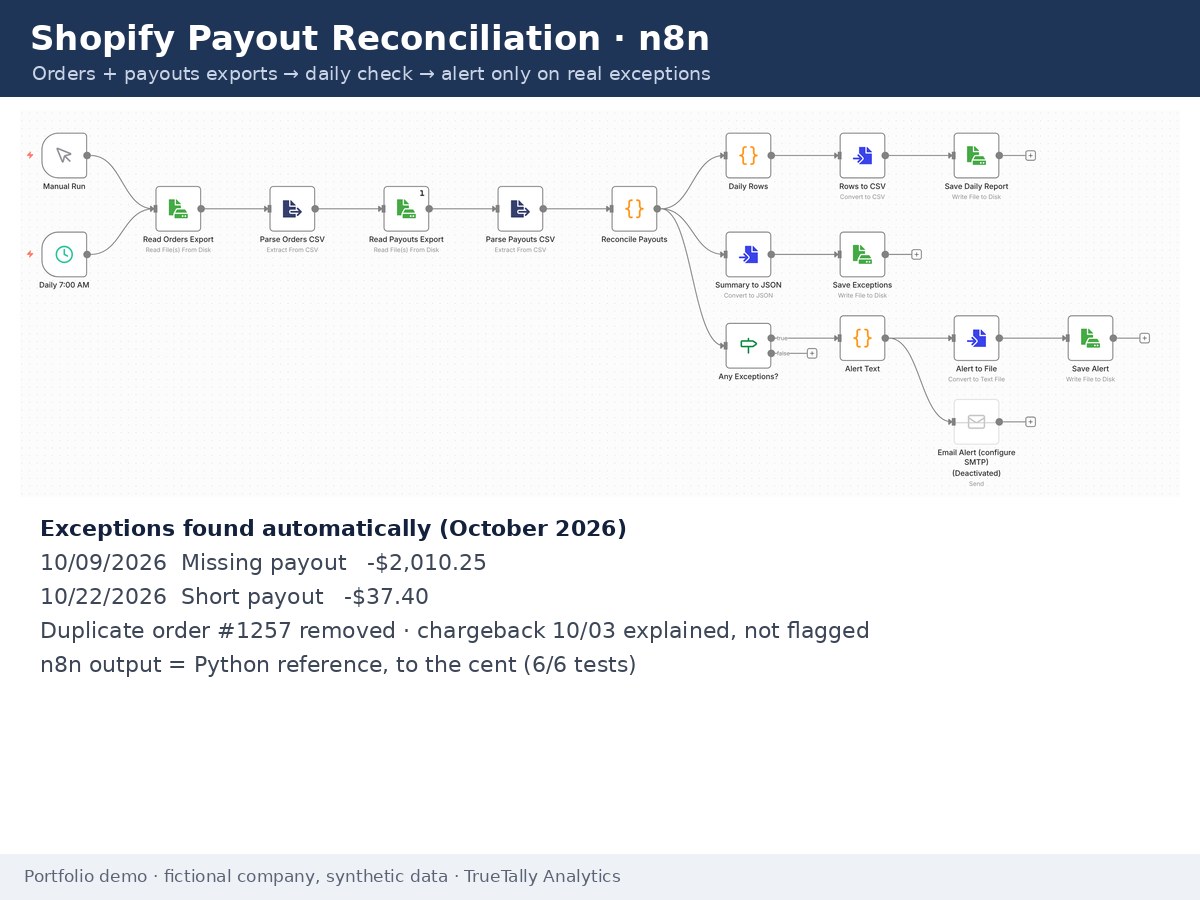 Shopify Payout Reconciliation · n8n
Orders + payouts exports → daily check → alert only on real exceptions
Manual Run
Daily 7:00 AM
Read Orders Export
Read File(s) From Disk
Parse Orders CSV
Extract From CSV
1
Read Payouts Export
Read File(s) From Disk
Parse Payouts CSV
Extract From CSV
{}
Reconcile Payouts
{}
Daily Rows
Rows to CSV
Convert to CSV
Save Daily Report
Write File to Disk
Summary to JSON
Convert to JSON
Save Exceptions
Write File to Disk
true
false
Any Exceptions?
{}
Alert Text
Alert to File
Convert to Text File
Save Alert
Write File to Disk
Email Alert (configure
SMTP)
(Deactivated)
Send
Exceptions found automatically (October 2026)
10/09/2026 Missing payout -$2,010.25
10/22/2026 Short payout -$37.40
Duplicate order #1257 removed · chargeback 10/03 explained, not flagged
n8n output = Python reference, to the cent (6/6 tests)
Portfolio demo · fictional company, synthetic data · TrueTally Analytics